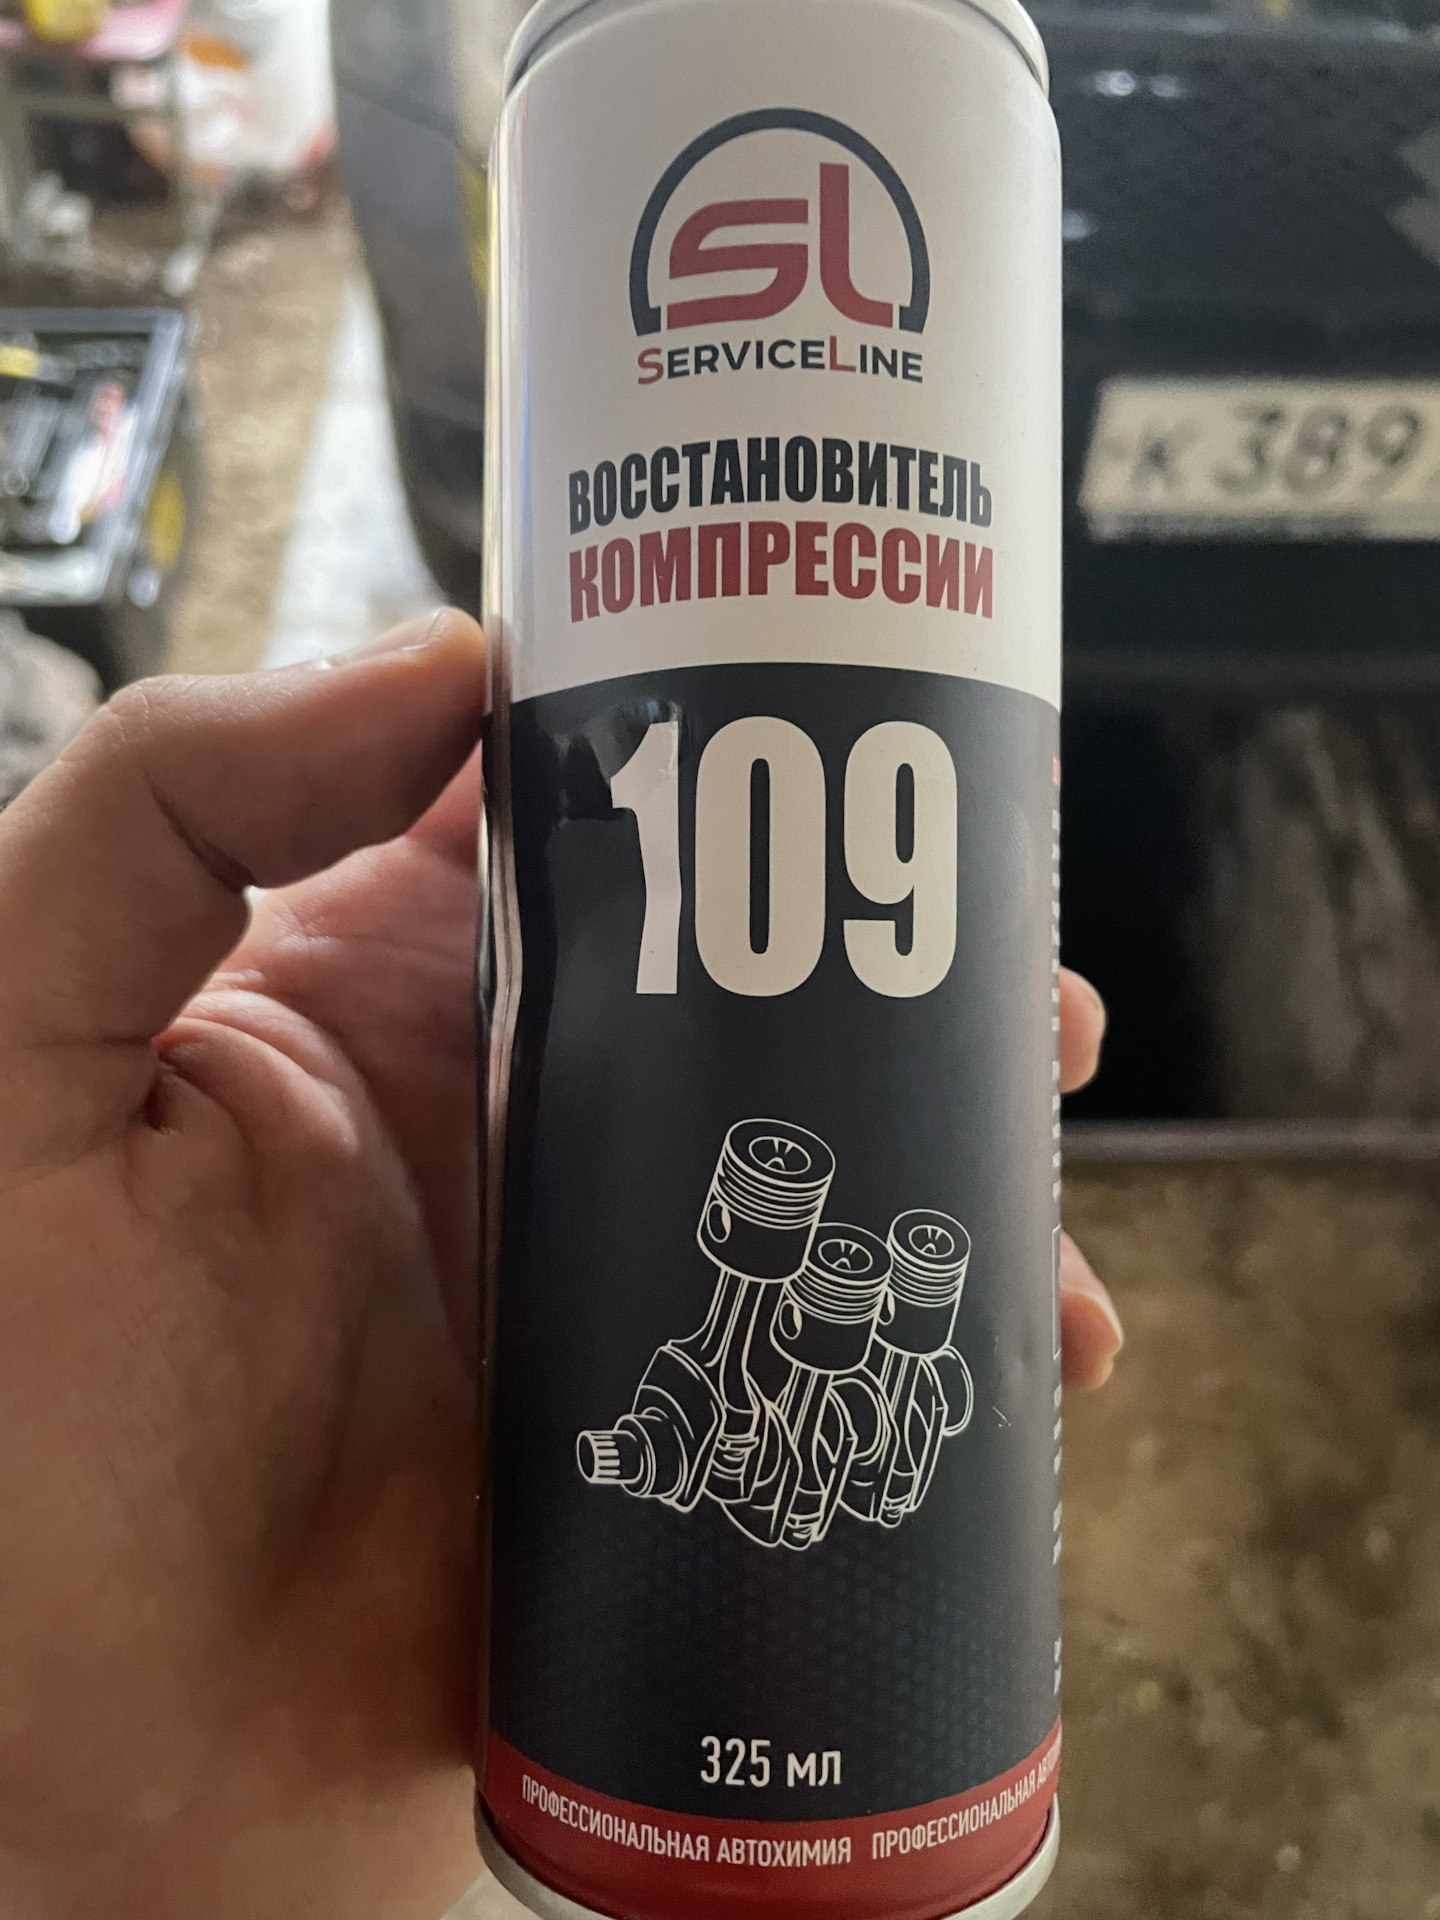 SL
SERVICELINE
ВОССТАНОВИТЕЛЬ
КОМПРЕССИИ
109
325 мл
ПРОФЕССИОНАЛЬНАЯ АВТОХИМИЯ ПРОФЕССИОНАЛЬНАЯ
К 389